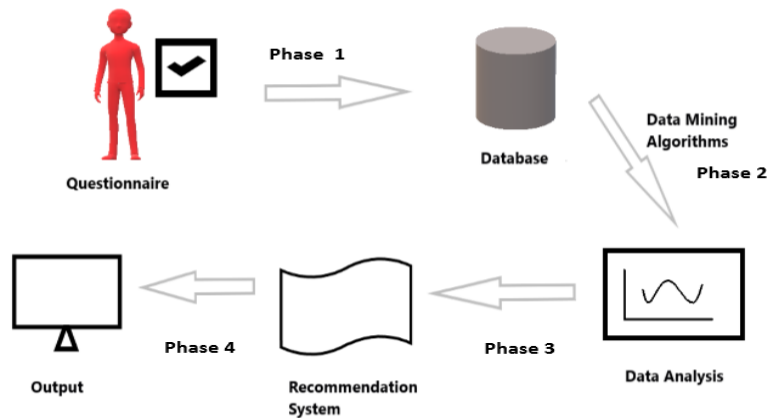 Phase 1
Questionnaire
Database
Data Mining
Algorithms
Phase 2
Data Analysis
Phase 3
Recommendation
System
Phase 4
Output